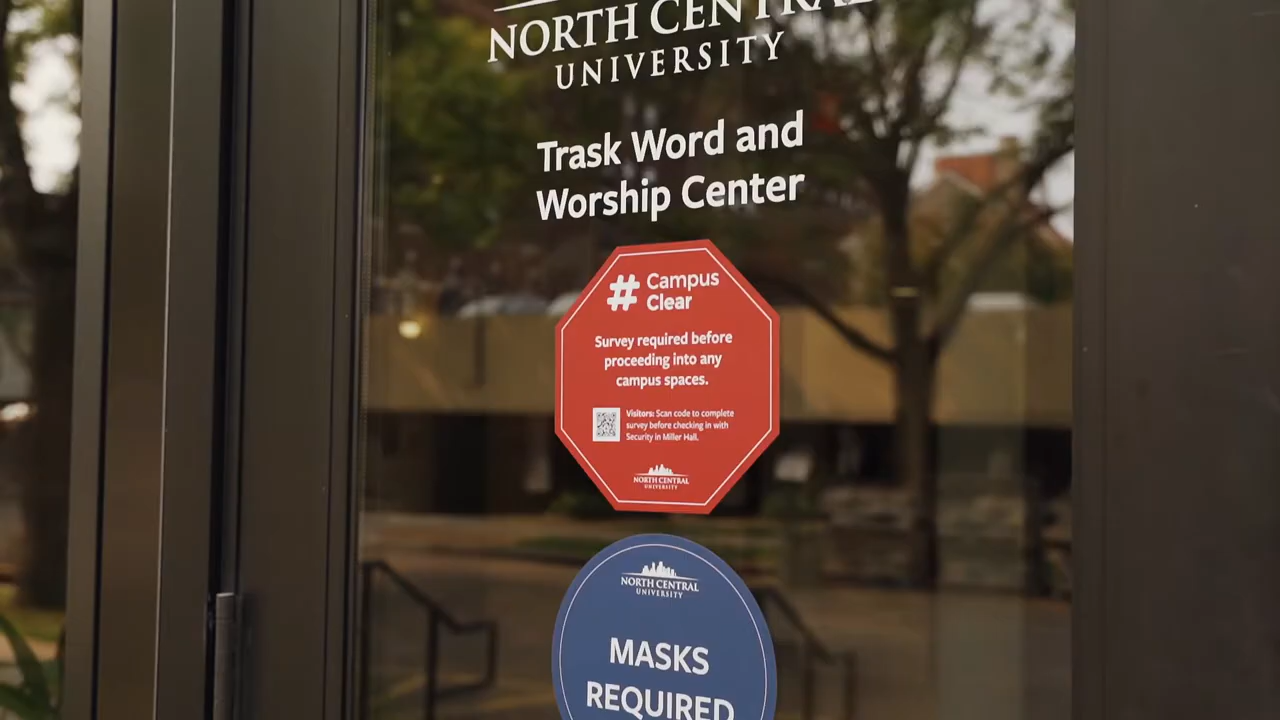 NORTH CENTRAL
UNIVERSITY
Trask Word and
Worship Center
# Campus
Clear
Survey required before
proceeding into any
campus spaces.
Visitors: Scan code to complete
survey before checking in with
Security in Miller Hall.
NORTH CENTRAL
UNIVERSITY
NORTH CENTRAL
UNIVERSITY
MASKS
REQUIRED